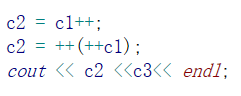 c2 = c1++;
c2 = ++(++c1);
cout << c2 <<c3<< endl;